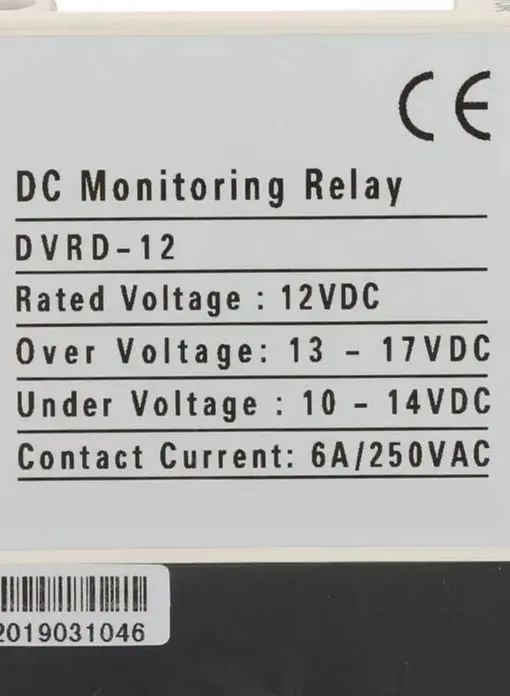 CE
DC Monitoring Relay
DVRD-12
Rated Voltage : 12VDC
Over Voltage: 13 - 17VDC
Under Voltage : 10 - 14VDC
Contact Current: 6A/250VAC
2019031046